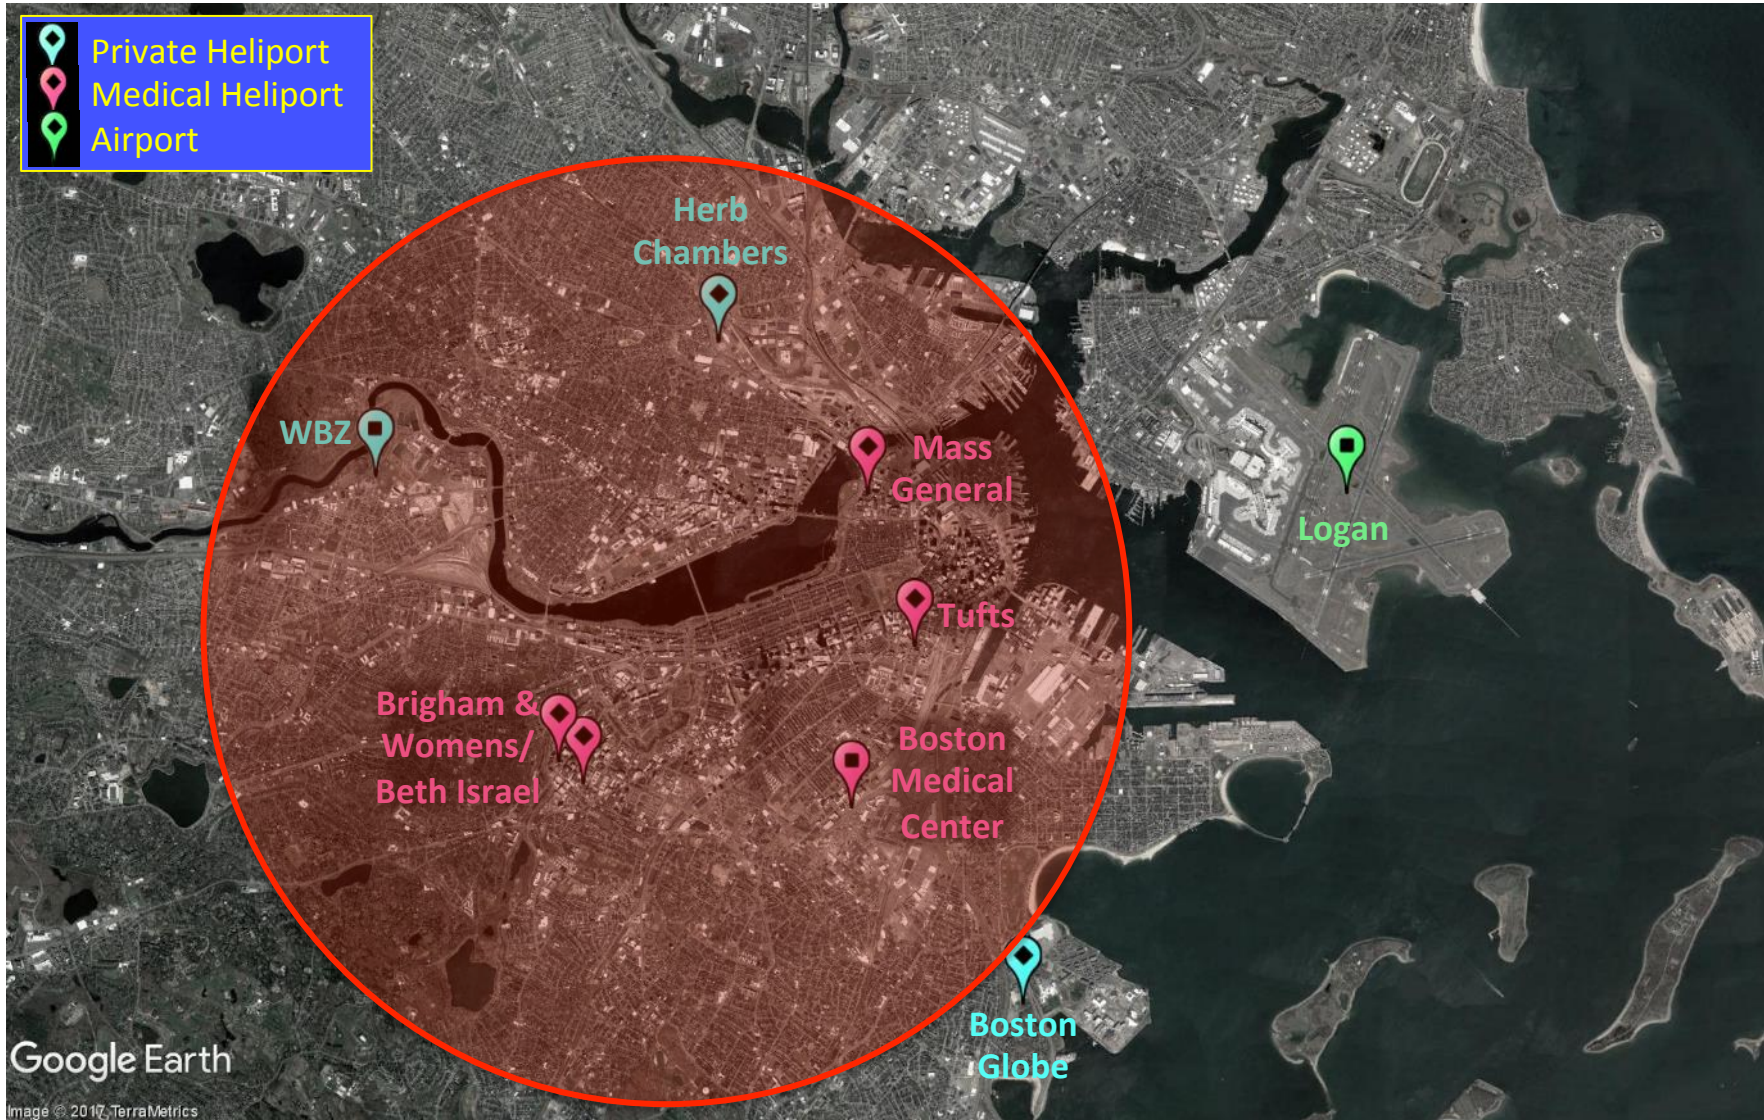 Private Heliport
Medical Heliport
Airport
Herb
Chambers
WBZ
Mass
General
Logan
Tufts
Brigham &
Womens/
Beth Israel
Boston
Medical
Center
Boston
Globe
Google Earth
Image © 2017 TerraMetrics